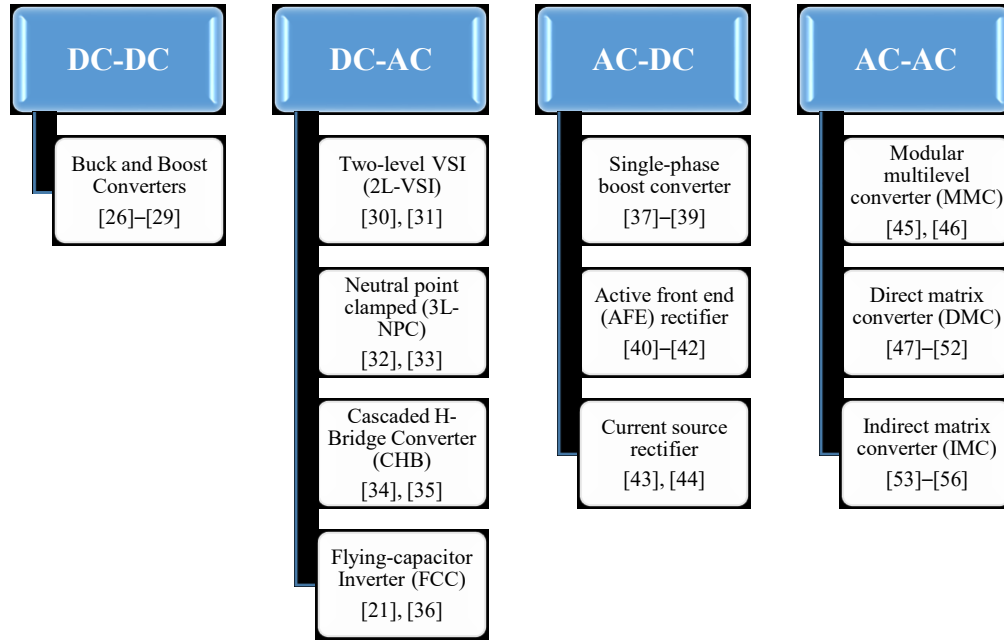 DC-DC
Buck and Boost
Converters
[26]–[29]
DC-AC
Two-level VSI
(2L-VSI)
[30], [31]
Neutral point
clamped (3L-
NPC)
[32], [33]
Cascaded H-
Bridge Converter
(CHB)
[34], [35]
Flying-capacitor
Inverter (FCC)
[21], [36]
AC-DC
Single-phase
boost converter
[37]–[39]
Active front end
(AFE) rectifier
[40]–[42]
Current source
rectifier
[43], [44]
AC-AC
Modular
multilevel
converter (MMC)
[45], [46]
Direct matrix
converter (DMC)
[47]–[52]
Indirect matrix
converter (IMC)
[53]–[56]